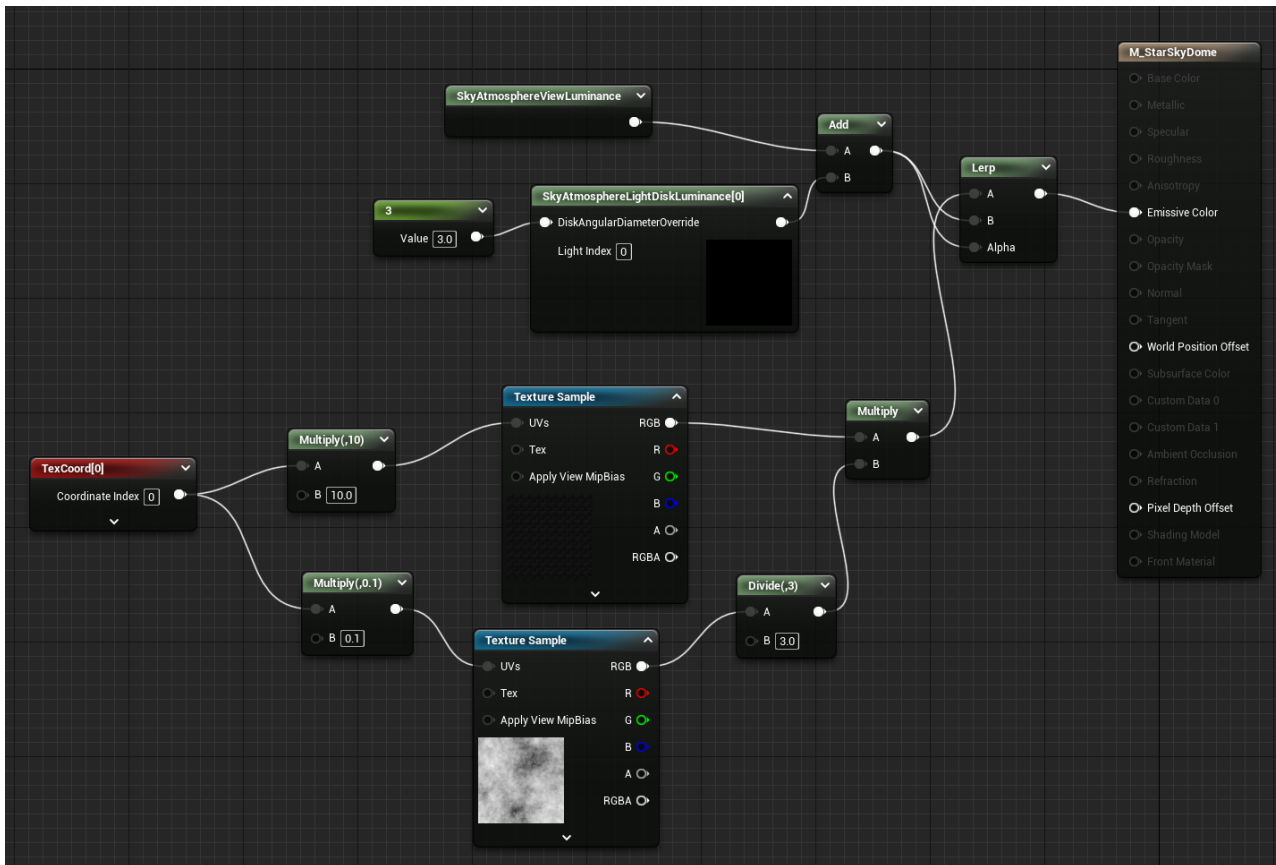 SkyAtmosphereViewLuminance
3
Value 3.0
SkyAtmosphereLightDiskLuminance[0]
DiskAngularDiameterOverride
Light Index 0
Add
A
B
Lerp
A
B
Alpha
M_StarSkyDome
Base Color
Metallic
Specular
Roughness
Anisotropy
Emissive Color
Opacity
Opacity Mask
Normal
Tangent
World Position Offset
Subsurface Color
Custom Data 0
Custom Data 1
Ambient Occlusion
Refraction
Pixel Depth Offset
Shading Model
Front Material
TexCoord[0]
Coordinate Index 0
Multiply(,10)
A
B 10.0
Multiply(,0.1)
A
B 0.1
Texture Sample
UVs RGB
Tex R
Apply View MipBias G
B
A
RGBA
Texture Sample
UVs RGB
Tex R
Apply View MipBias G
B
A
RGBA
Divide(,3)
A
B 3.0
Multiply
A
B